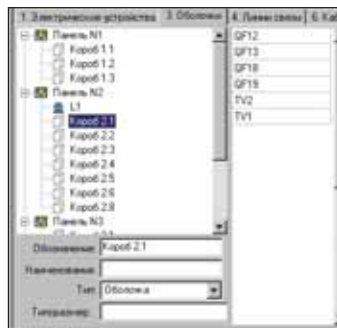 1. Электрические устройства 3. Оболочки 4. Линии связи 6. Каб
Панель N1
Короб 1.1
Короб 1.2
Короб 1.3
Панель N2
L1
Короб 2.1
Короб 2.2
Короб 2.3
Короб 2.4
Короб 2.5
Короб 2.6
Короб 2.8
Панель N3
QF12
QF13
QF18
QF19
TV2
TV1
Обозначение: Короб 2.1
Наименование:
Тип: Оболочка
Типоразмер: